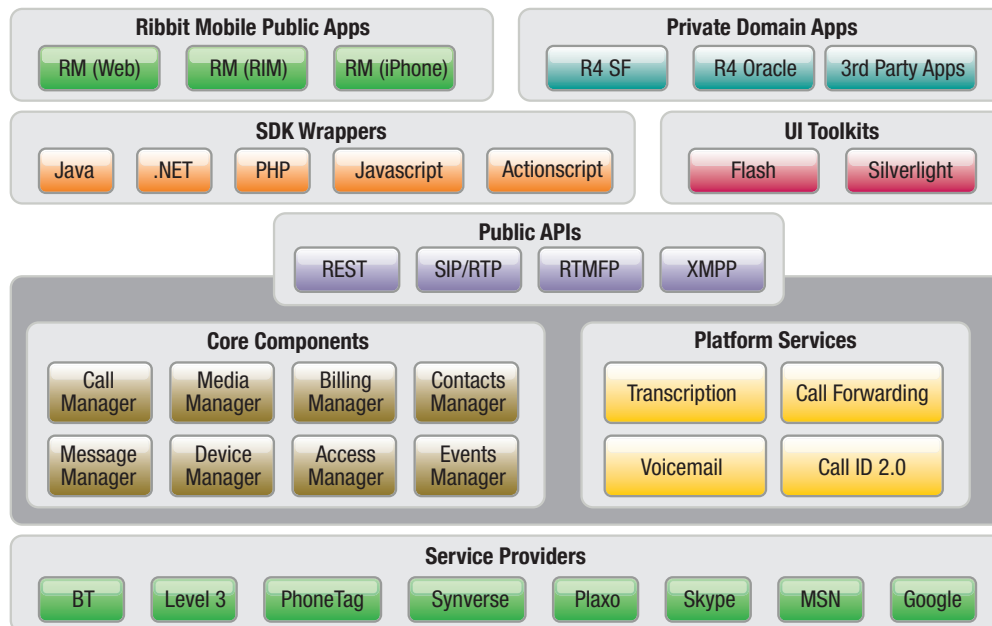 Ribbit Mobile Public Apps
RM (Web)
RM (RIM)
RM (iPhone)
Private Domain Apps
R4 SF
R4 Oracle
3rd Party Apps
SDK Wrappers
Java
.NET
PHP
Javascript
Actionscript
UI Toolkits
Flash
Silverlight
Public APIs
REST
SIP/RTP
RTMFP
XMPP
Core Components
Call
Manager
Media
Manager
Billing
Manager
Contacts
Manager
Message
Manager
Device
Manager
Access
Manager
Events
Manager
Platform Services
Transcription
Call Forwarding
Voicemail
Call ID 2.0
Service Providers
BT
Level 3
PhoneTag
Synverse
Plaxo
Skype
MSN
Google